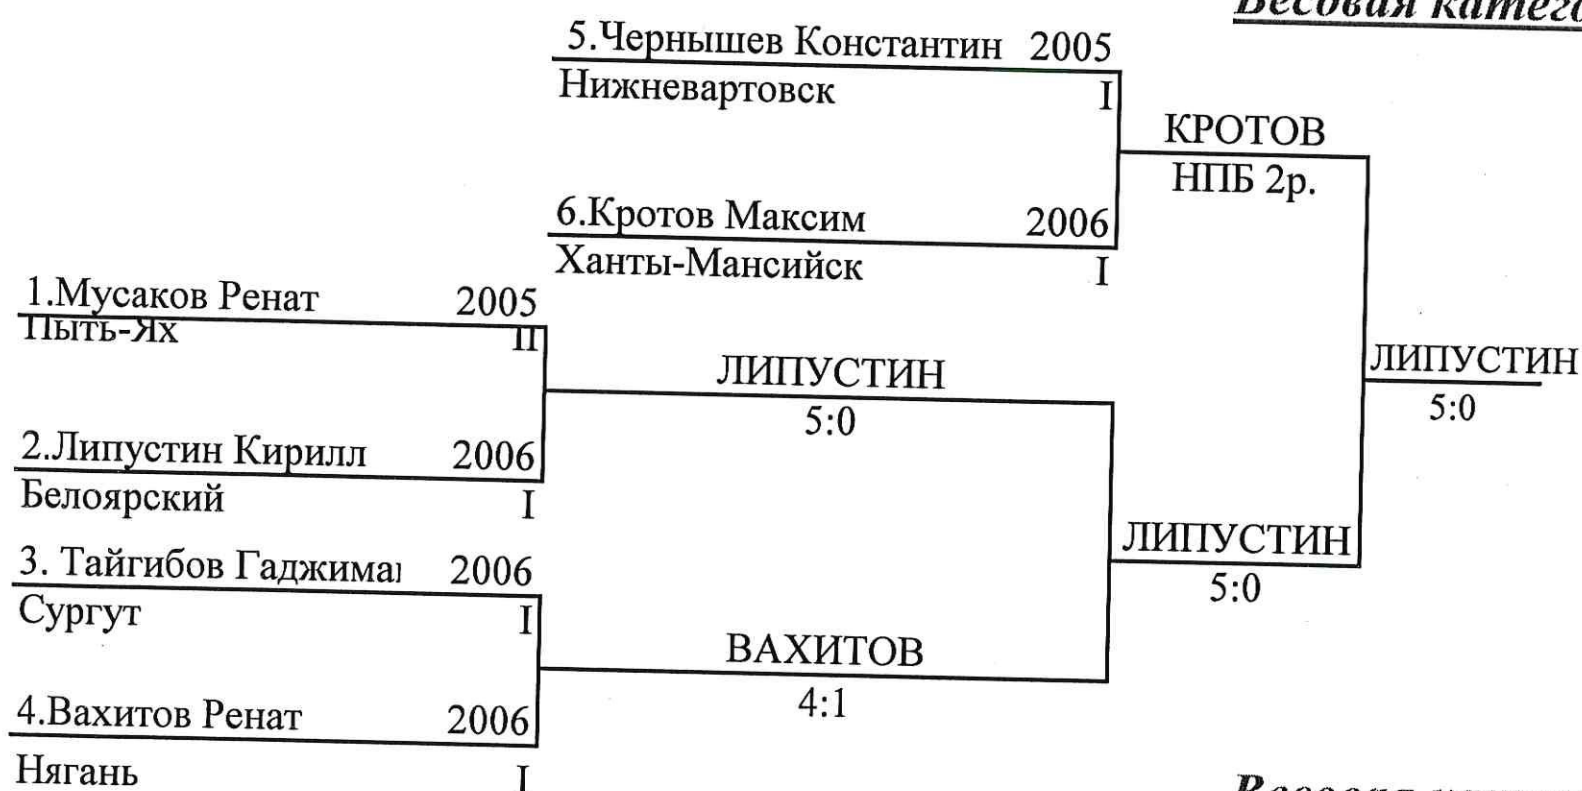 Весовая
5.Чернышев Константин 2005
Нижневартовск I
КРОТОВ
НПБ 2р.
6.Кротов Максим 2006
Ханты-Мансийск I
1.Мусаков Ренат 2005
Пыть-Ях II
ЛИПУСТИН
5:0
ЛИПУСТИН
5:0
2.Липустин Кирилл 2006
Белоярский I
3. Тайгибов 2006
Сургут I
ЛИПУСТИН
5:0
ВАХИТОВ
4:1
4.Вахитов Ренат 2006
Нягань I